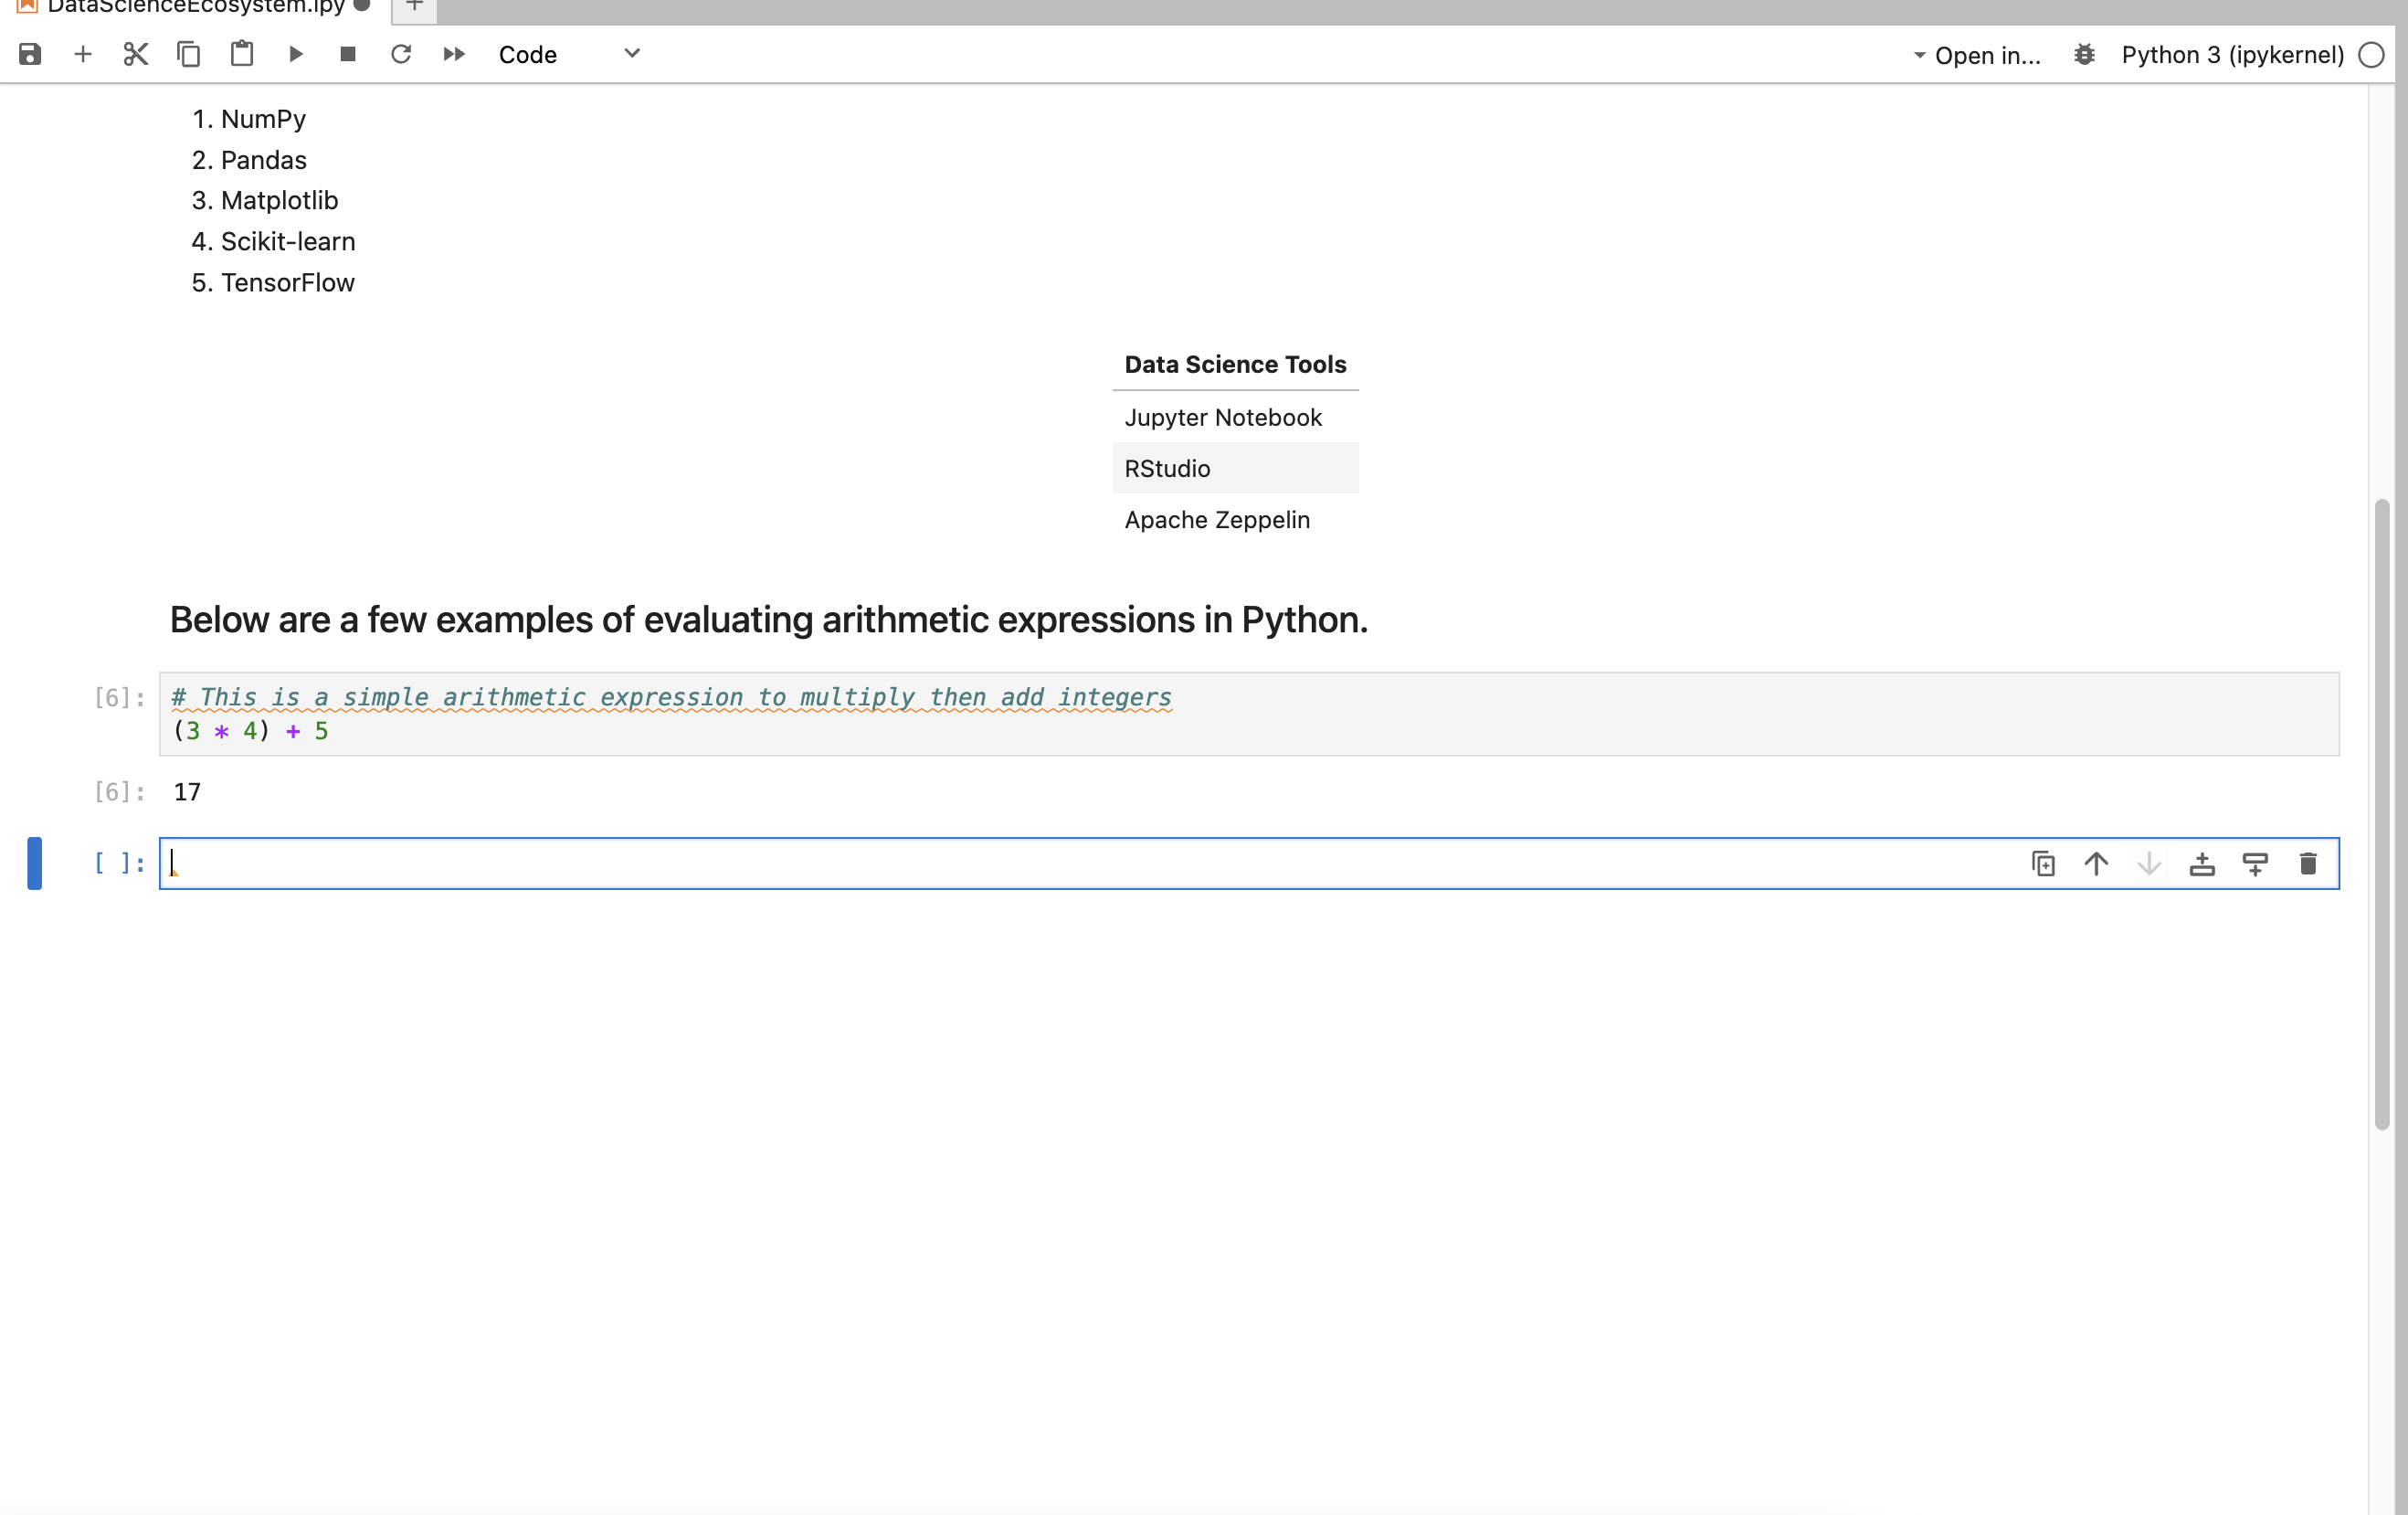 DataScienceEcosystem.ipy
Code
Open in...
Python 3 (ipykernel)
1. NumPy
2. Pandas
3. Matplotlib
4. Scikit-learn
5. TensorFlow
Data Science Tools
Jupyter Notebook
RStudio
Apache Zeppelin
Below are a few examples of evaluating arithmetic expressions in Python.
[6]: # This is a simple arithmetic expression to multiply then add integers
(3 * 4) + 5
[6]: 17
[ ]: